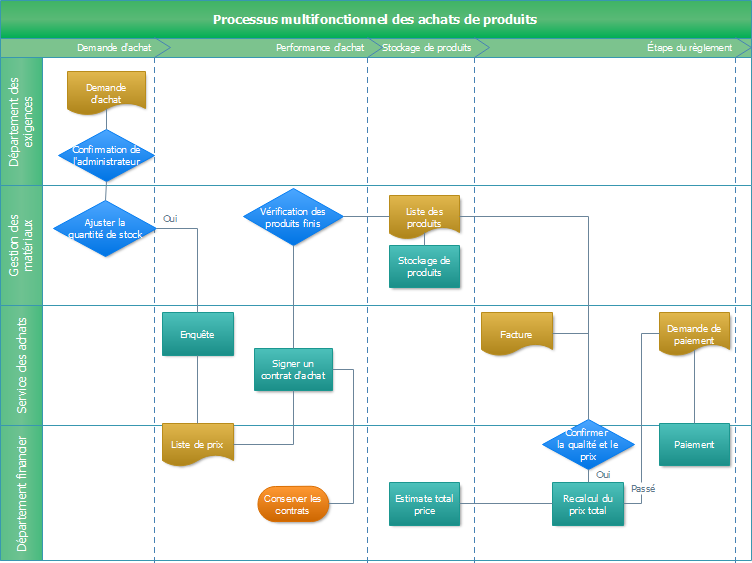 Processus multifonctionnel des achats de produits
Demande d'achat
Performance d'achat
Stockage de produits
Étape du règlement
Département des
exigences
Demande
d'achat
Confirmation de
l'administrateur
Gestion des
matériaux
Ajuster la
quantité de stock
Oui
Vérification des
produits finis
Liste des
produits
Stockage de
produits
Service des achats
Enquête
Signer un
contrat d'achat
Facture
Demande de
paiement
Département finander
Liste de prix
Confirmer
la qualité et le
prix
Paiement
Oui
Conserver les
contrats
Estimate total
price
Recalcul du
prix total
Passé